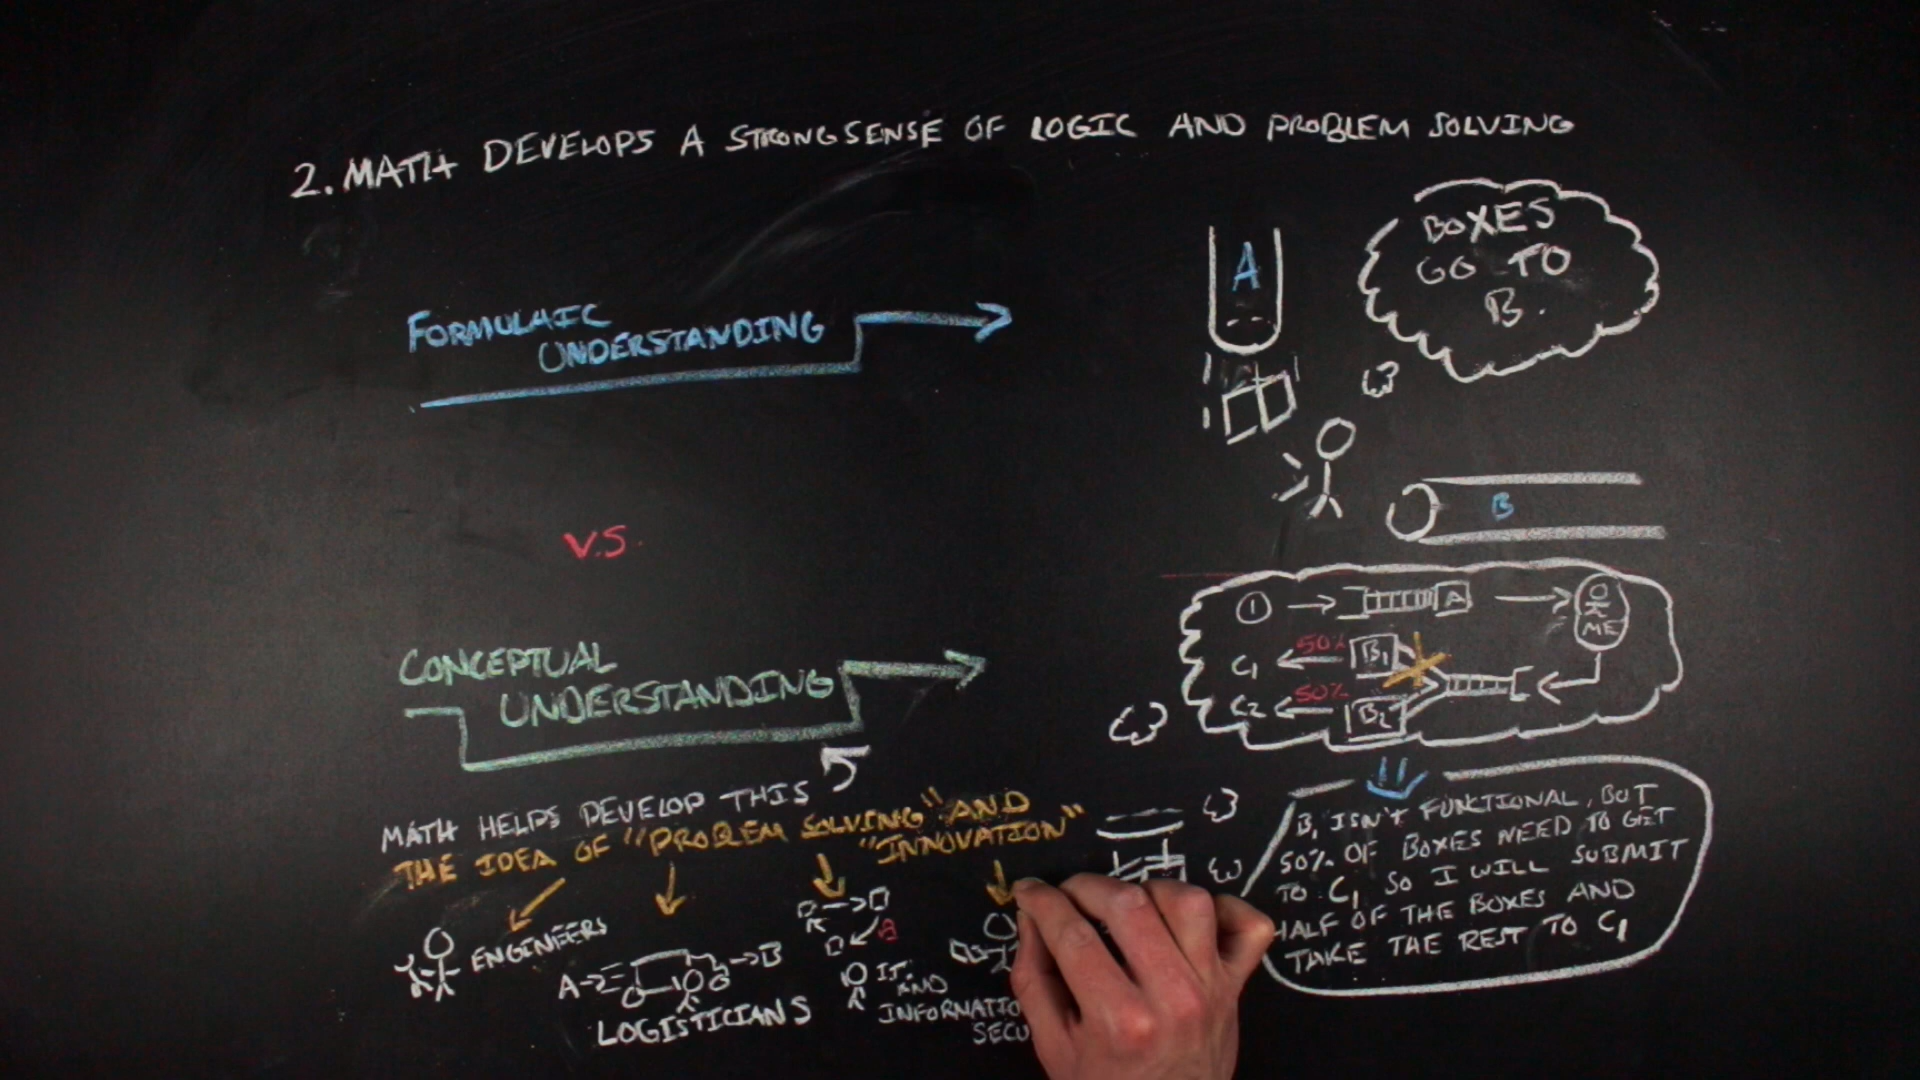 2. MATH DEVELOPS A STRONG SENSE OF LOGIC AND PROBLEM SOLVING
FORMULAIC
UNDERSTANDING
A
BOXES
GO TO
B.
B
V.S.
CONCEPTUAL
UNDERSTANDING
1 A
ME
C1 50% B1
C2 50% B2
MATH HELPS DEVELOP THIS
THE IDEA OF "PROBLEM SOLVING" AND
"INNOVATION"
ENGINEERS
A B
LOGISTICIANS
I.T.
AND
INFORMATIO
SECU
B, ISN'T FUNCTIONAL, BUT
50% OF BOXES NEED TO GET
TO C1 SO I WILL SUBMIT
HALF OF THE BOXES AND
TAKE THE REST TO C1